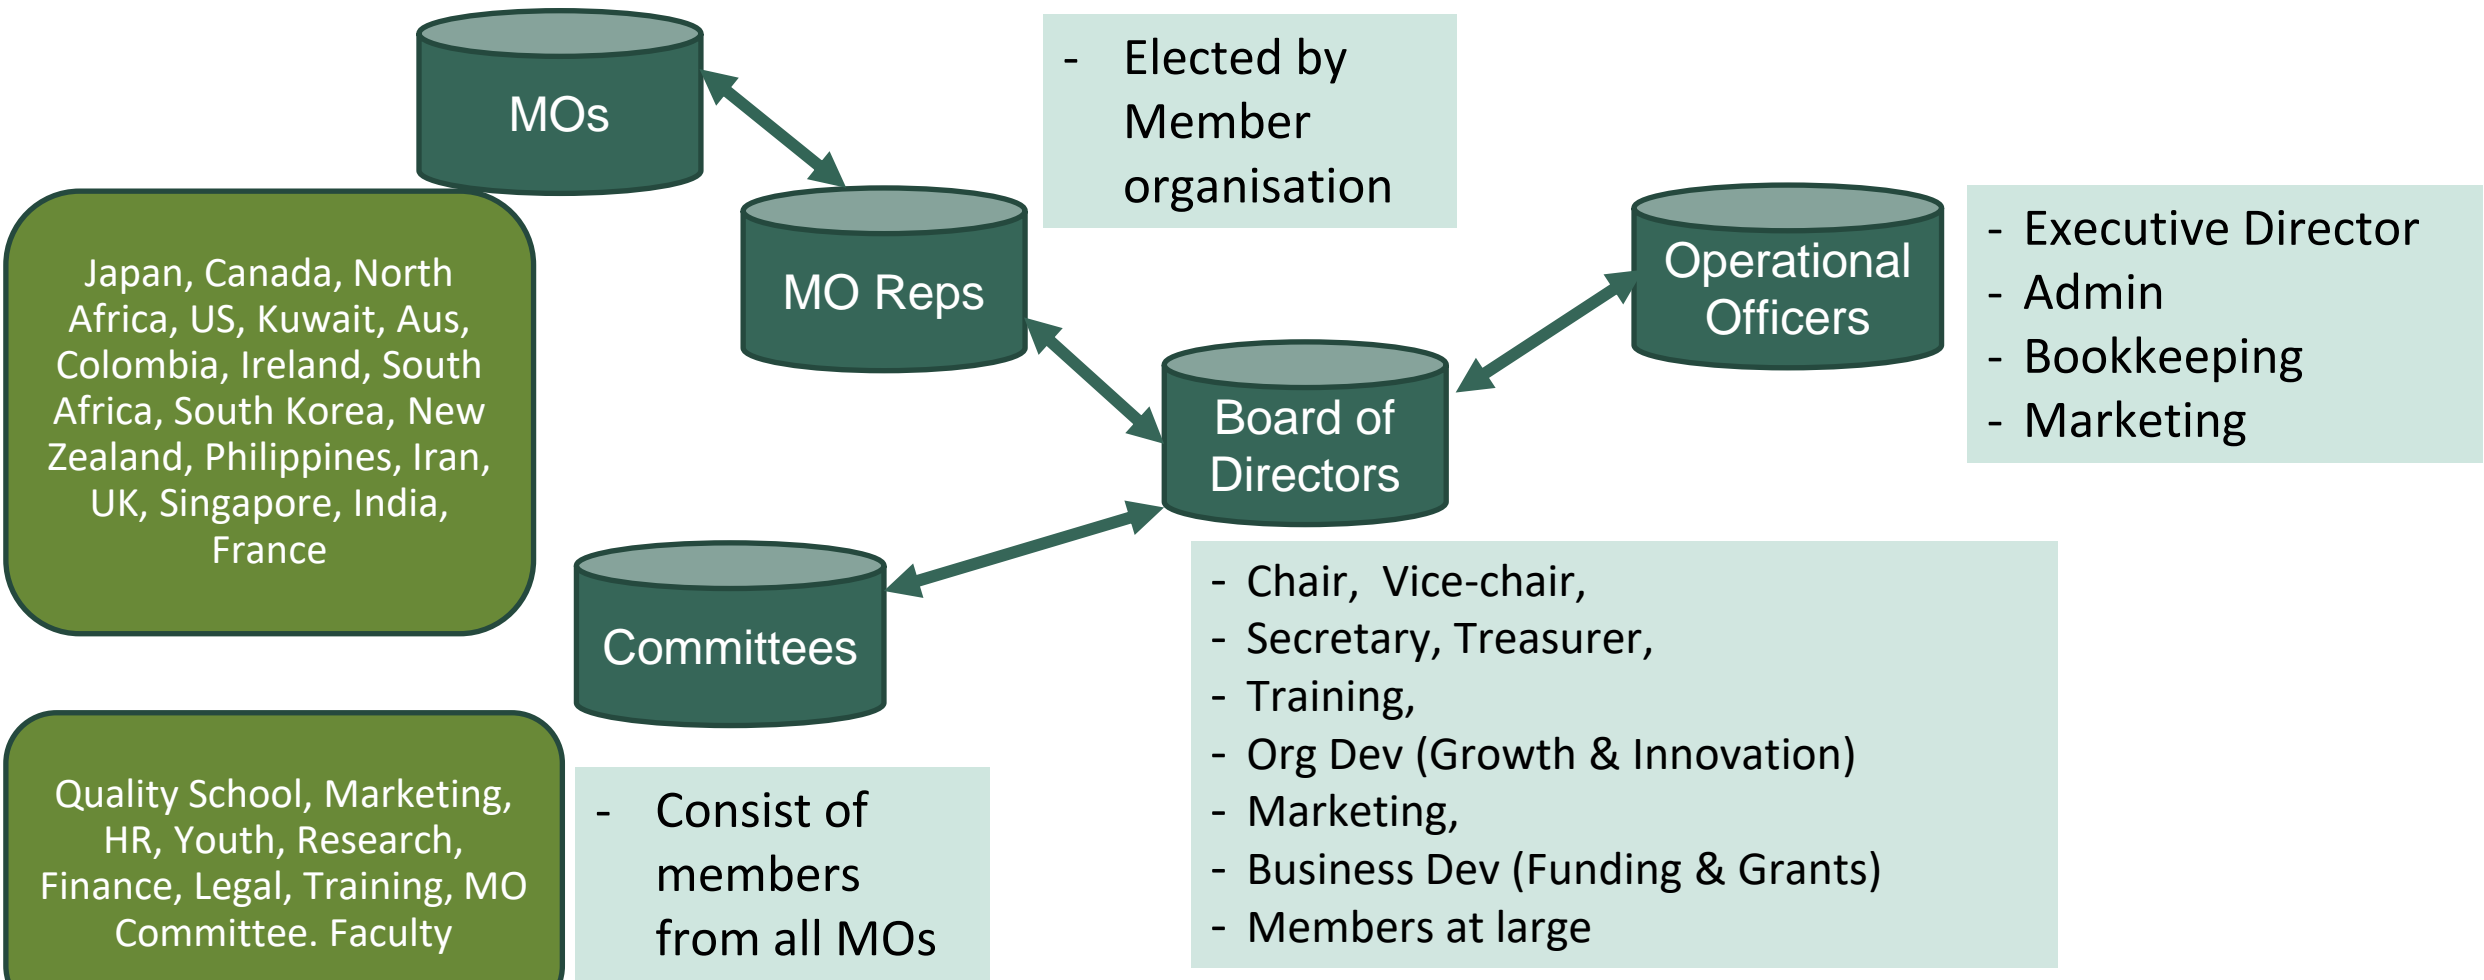 MOs
- Elected by
Member
organisation
Japan, Canada, North
Africa, US, Kuwait, Aus,
Colombia, Ireland, South
Africa, South Korea, New
Zealand, Philippines, Iran,
UK, Singapore, India,
France
MO Reps
Operational
Officers
- Executive Director
- Admin
- Bookkeeping
- Marketing
Board of
Directors
- Chair, Vice-chair,
- Secretary, Treasurer,
- Training,
- Org Dev (Growth & Innovation)
- Marketing,
- Business Dev (Funding & Grants)
- Members at large
Committees
Quality School, Marketing,
HR, Youth, Research,
Finance, Legal, Training, MO
Committee. Faculty
- Consist of
members
from all MOs